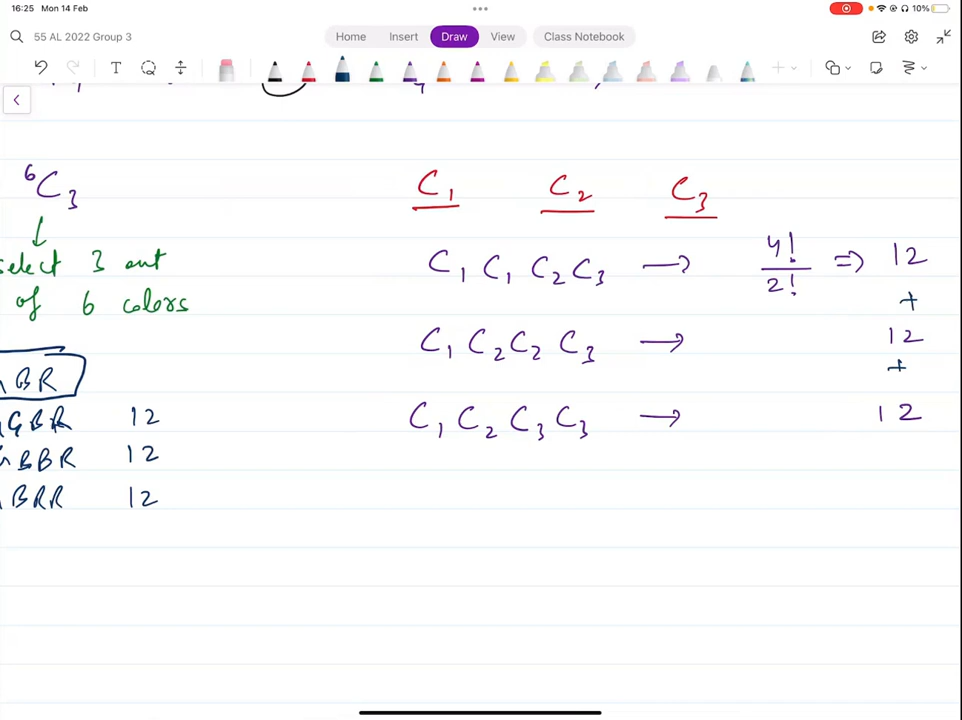 16:25 Mon 14 Feb
10%
55 AL 2022 Group 3
Home Insert Draw View Class Notebook
⁶C₃
select 3 out
of 6 colors
BR
GBR 12
BBR 12
BRR 12
C₁ C₂ C₃
C₁ C₁ C₂ C₃ → 4!/2! ⇒ 12
+
C₁ C₂ C₂ C₃ → 12
+
C₁ C₂ C₃ C₃ → 12